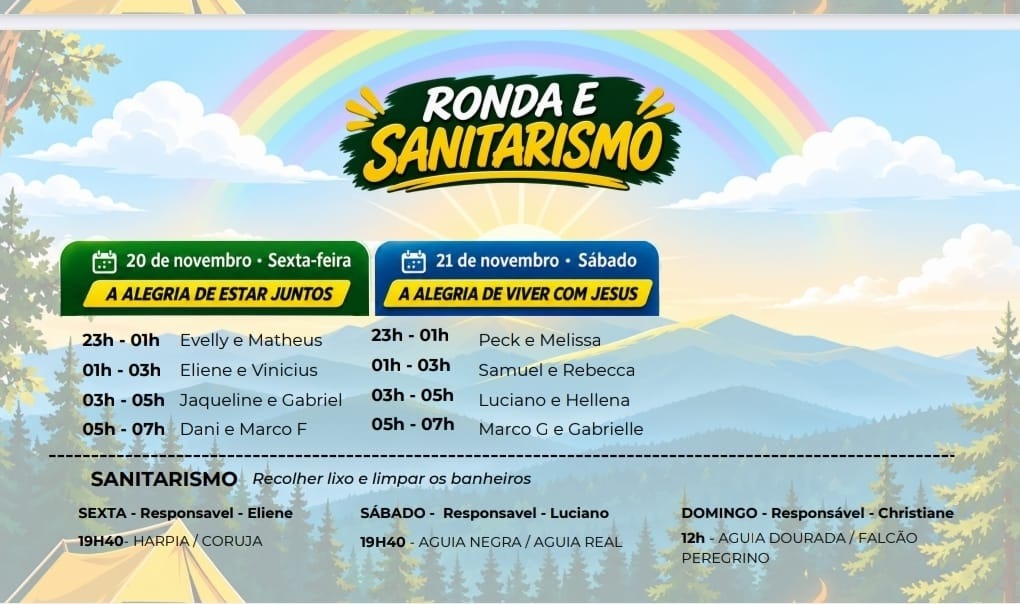 RONDA E
SANITARISMO
20 de novembro • Sexta-feira
A ALEGRIA DE ESTAR JUNTOS
21 de novembro • Sábado
A ALEGRIA DE VIVER COM JESUS
23h - 01h Evelly e Matheus
01h - 03h Eliene e Vinicius
03h - 05h Jaqueline e Gabriel
05h - 07h Dani e Marco F
23h - 01h Peck e Melissa
01h - 03h Samuel e Rebecca
03h - 05h Luciano e Hellena
05h - 07h Marco G e Gabrielle
SANITARISMO Recolher lixo e limpar os banheiros
SEXTA - Responsavel - Eliene
19H40- HARPIA / CORUJA
SÁBADO - Responsavel - Luciano
19H40 - AGUIA NEGRA / AGUIA REAL
DOMINGO - Responsável - Christiane
12h - AGUIA DOURADA / FALCÃO
PEREGRINO